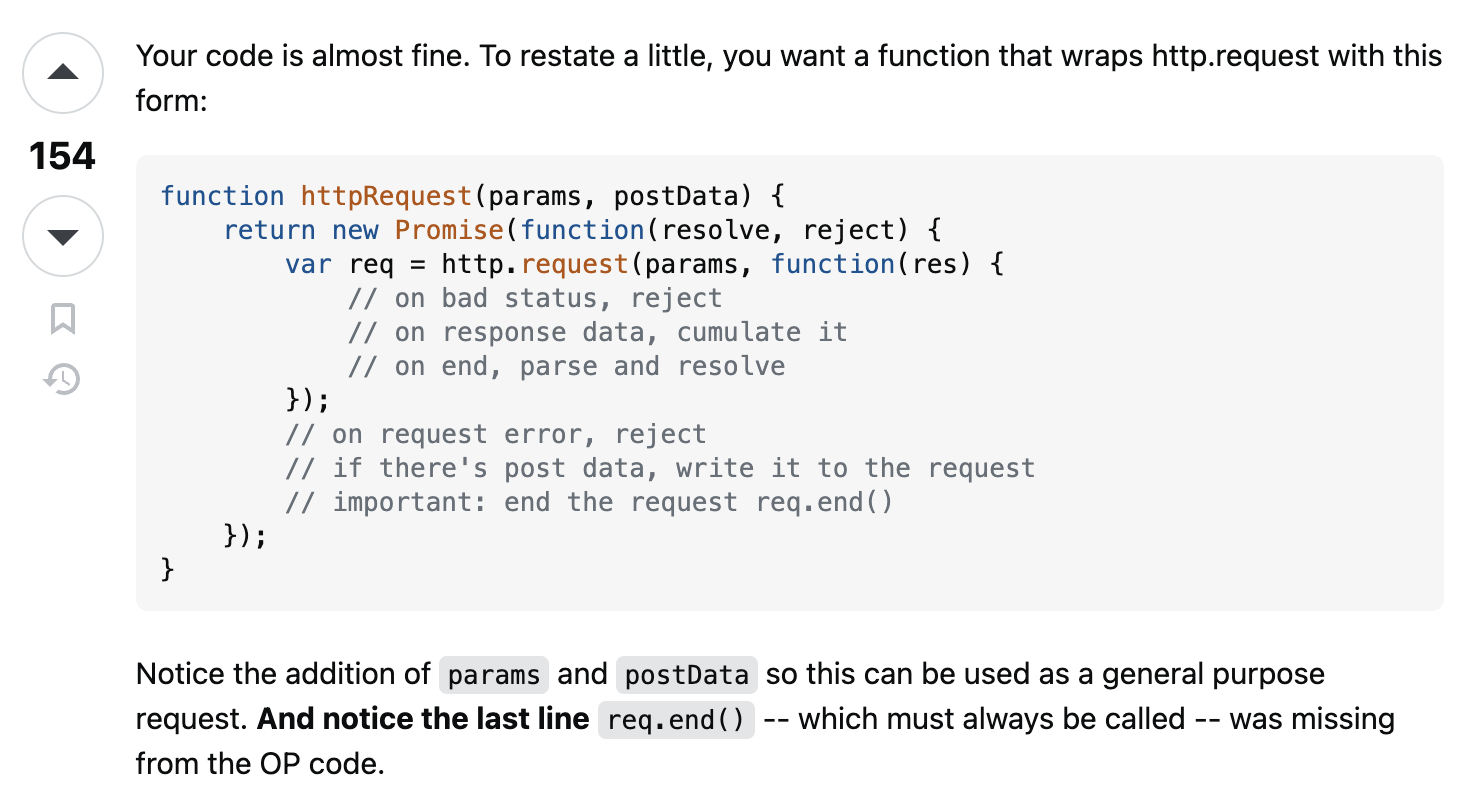 Your code is almost fine. To restate a little, you want a function that wraps http.request with this
form:
154
function httpRequest(params, postData) {
    return new Promise(function(resolve, reject) {
        var req = http.request(params, function(res) {
            // on bad status, reject
            // on response data, cumulate it
            // on end, parse and resolve
        });
        // on request error, reject
        // if there's post data, write it to the request
        // important: end the request req.end()
    });
}
Notice the addition of params and postData so this can be used as a general purpose
request. And notice the last line req.end() -- which must always be called -- was missing
from the OP code.